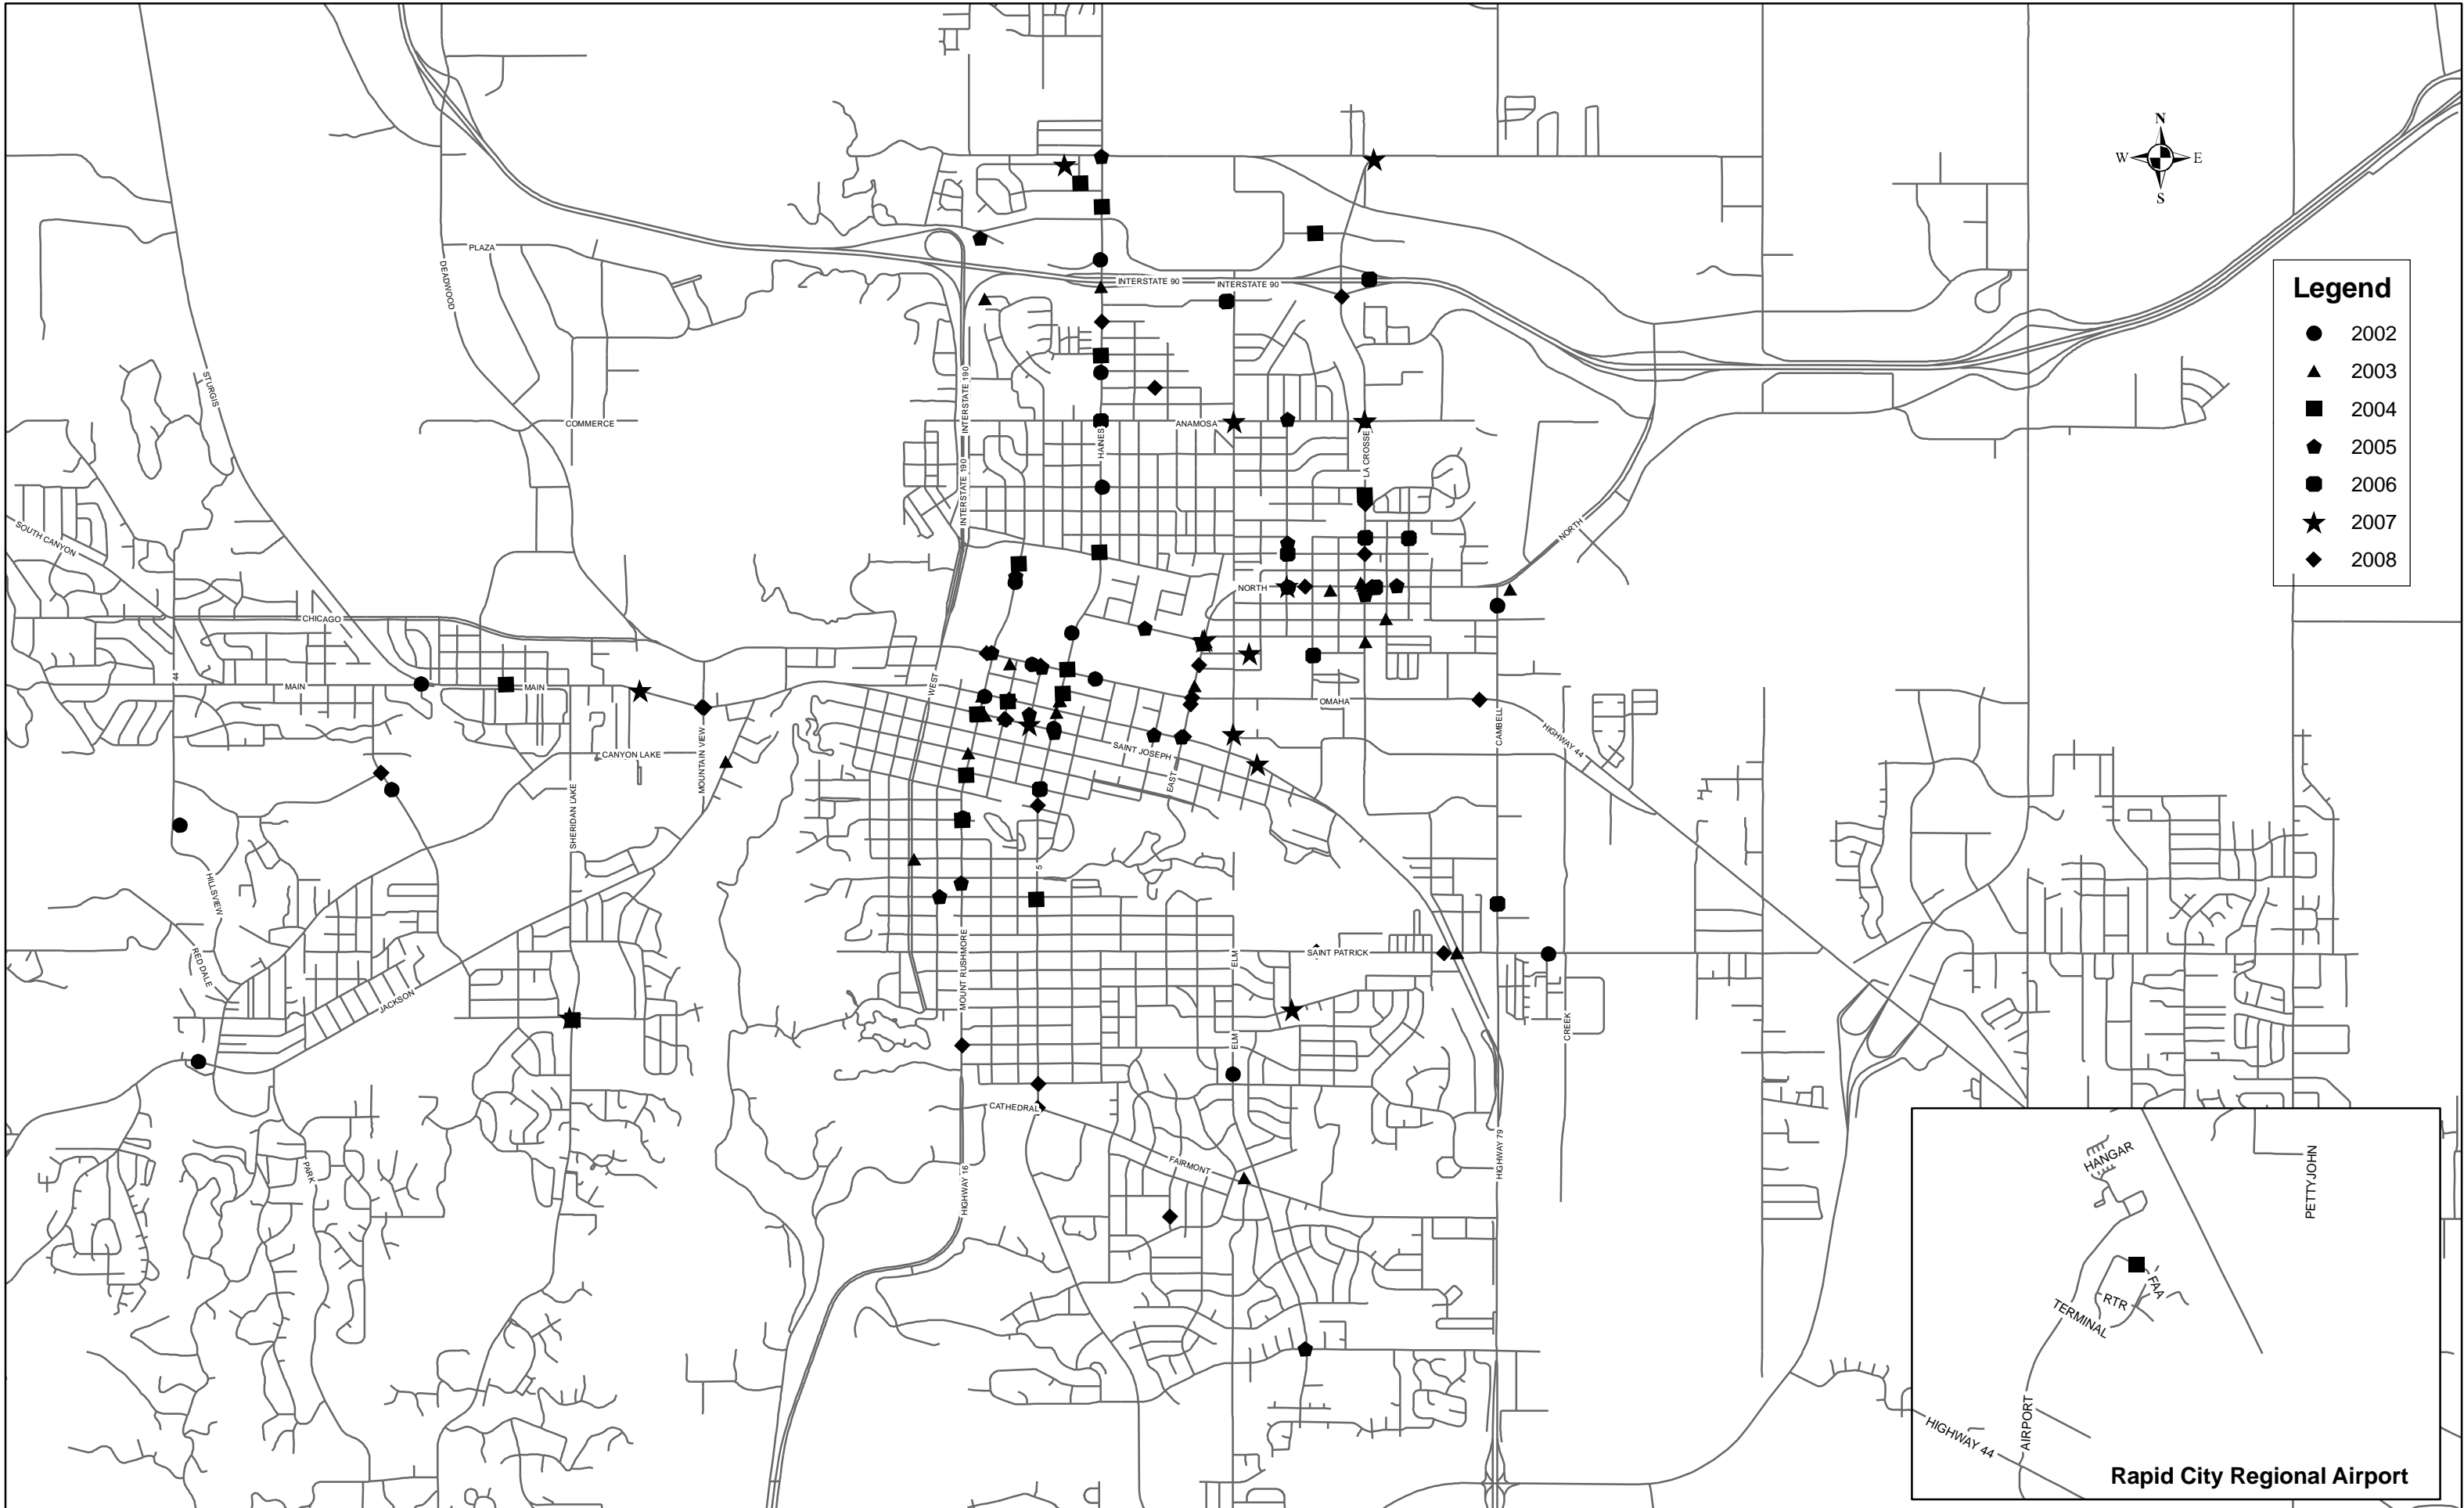 N
W E
S
PLAZA
DEADWOOD
INTERSTATE 90
INTERSTATE 90
Legend
2002
2003
2004
2005
2006
2007
2008
STURGIS
INTERSTATE 190
COMMERCE
HAINES
ANAMOSA
LA CROSSE
INTERSTATE 190
SOUTH CANYON
NORTH
NORTH
CHICAGO
44
MAIN
MAIN
WEST
OMAHA
CAMBELL
HIGHWAY 44
CANYON LAKE
MOUNTAIN VIEW
SAINT JOSEPH
EAST
SHERIDAN LAKE
5
HILLSVIEW
RED DALE
MOUNT RUSHMORE
ELM
SAINT PATRICK
JACKSON
ELM
CREEK
CATHEDRAL
HIGHWAY 79
FAIRMONT
PARK
HIGHWAY 16
HANGAR
PETTYJOHN
FAA
RTR
TERMINAL
AIRPORT
HIGHWAY 44
Rapid City Regional Airport